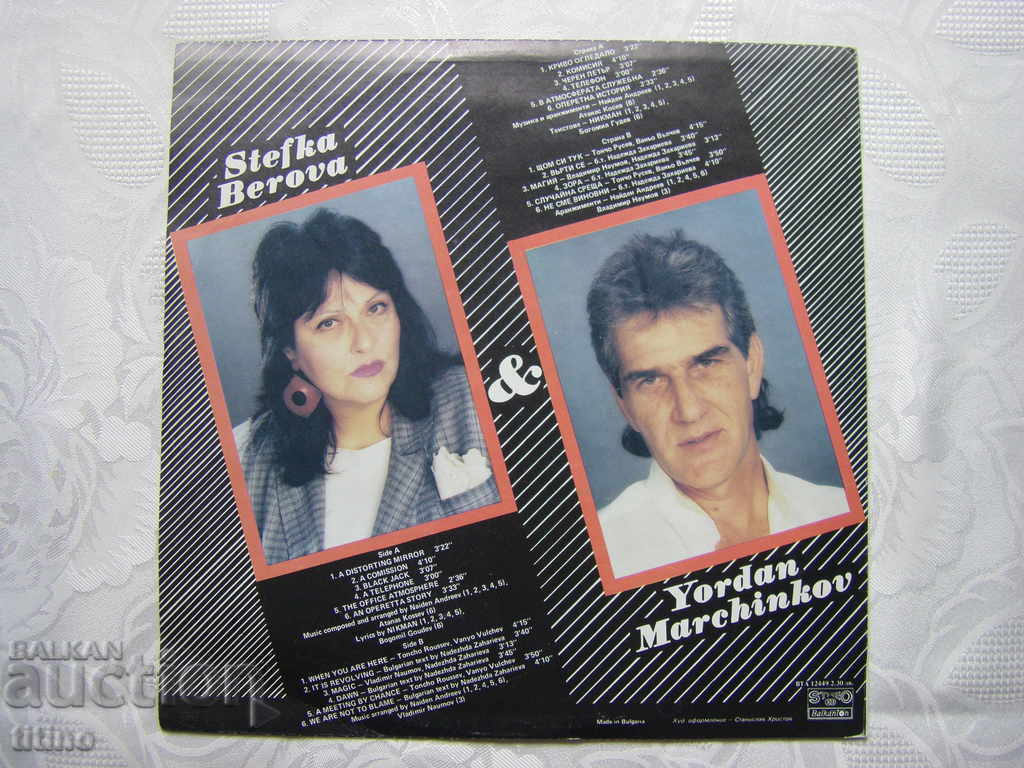 Страна А
1. КРИВО ОГЛЕДАЛО 3'22''
2. КОМИСИЯ 4'10''
3. ЧЕРЕН ПЕТЪР 3'07''
4. ТЕЛЕФОН 3'00''
5. В АТМОСФЕРАТА СЛУЖЕБНА 2'36''
6. ОПЕРЕТНА ИСТОРИЯ 3'33''
Музика и аранжименти – Найден Андреев (1, 2, 3, 4, 5)
Атанас Косев (6)
Текстове – НИКМАН (1, 2, 3, 4, 5),
Богомил Гудев (6)
Страна В
1. ЩОМ СИ ТУК – Тончо Русев, Ваньо Вълчев 4'15''
2. ВЪРТИ СЕ – б.т. Надежда Захариева 3'40''
3. МАГИЯ – Владимир Наумов, Надежда Захариева 3'13''
4. ЗОРА – б.т. Надежда Захариева 3'45''
5. СЛУЧАЙНА СРЕЩА – Тончо Русев, Ваньо Вълчев 3'50''
6. НЕ СМЕ ВИНОВНИ – б.т. Надежда Захариева 4'10''
Аранжименти – Найден Андреев (1, 2, 4, 5, 6)
Владимир Наумов (3)
Stefka
Berova
&
Yordan
Marchinkov
Side A
1. A DISTORTING MIRROR 3'22''
2. A COMISSION 4'10''
3. BLACK JACK 3'07''
4. A TELEPHONE 3'00''
5. THE OFFICE ATMOSPHERE 2'36''
6. AN OPERETTA STORY 3'33''
Music composed and arranged by Naiden Andreev (1, 2, 3, 4, 5),
Atanas Kossev (6)
Lyrics by NIKMAN (1, 2, 3, 4, 5),
Bogomil Goudev (6)
Side B
1. WHEN YOU ARE HERE – Toncho Roussev, Vanyo Vulchev 4'15''
2. IT IS REVOLVING – Bulgarian text by Nadezhda Zaharieva 3'40''
3. MAGIC – Vladimir Naumov, Nadezhda Zaharieva 3'13''
4. DAWN – Bulgarian text by Nadezhda Zaharieva 3'45''
5. A MEETING BY CHANCE – Toncho Roussev, Vanyo Vulchev 3'50''
6. WE ARE NOT TO BLAME – Bulgarian text by Nadezhda Zaharieva 4'10''
Music arranged by Naiden Andreev (1, 2, 4, 5, 6),
Vladimir Naumov (3)
ВТА 12449 2.30 лв.
STEREO
Balkanton
Made in Bulgaria
Худ оформление – Станислав Христов
BALKAN
auction
titino